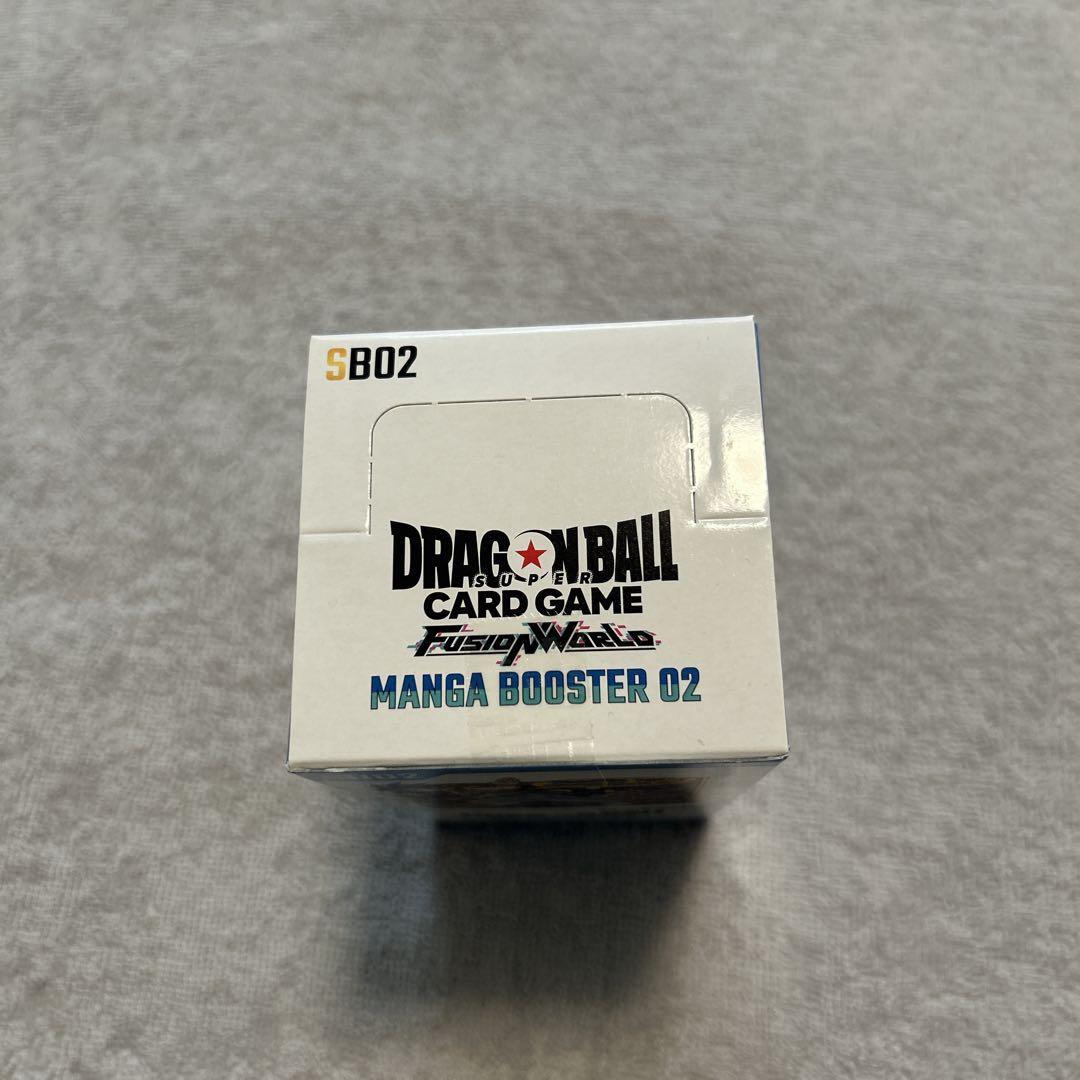 SB02
DRAGON BALL
SUPER
CARD GAME
FUSION WORLD
MANGA BOOSTER 02